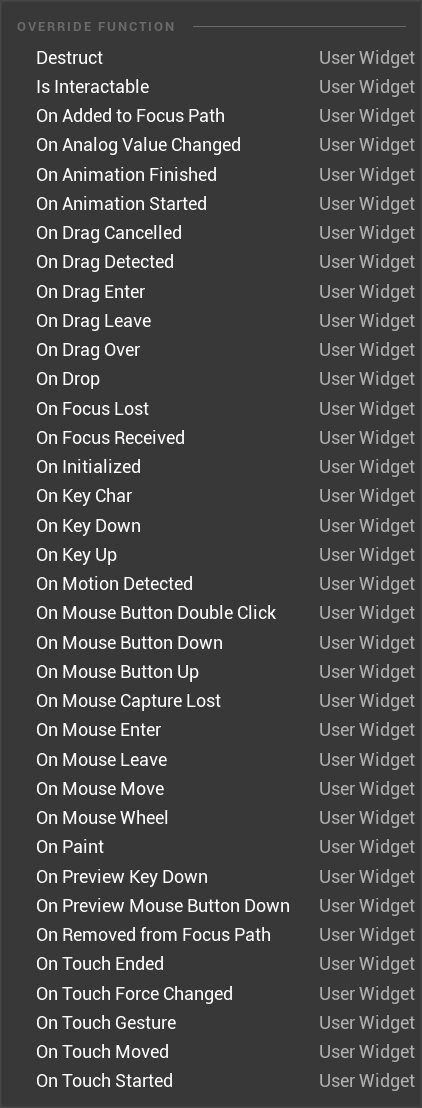 OVERRIDE FUNCTION
Destruct User Widget
Is Interactable User Widget
On Added to Focus Path User Widget
On Analog Value Changed User Widget
On Animation Finished User Widget
On Animation Started User Widget
On Drag Cancelled User Widget
On Drag Detected User Widget
On Drag Enter User Widget
On Drag Leave User Widget
On Drag Over User Widget
On Drop User Widget
On Focus Lost User Widget
On Focus Received User Widget
On Initialized User Widget
On Key Char User Widget
On Key Down User Widget
On Key Up User Widget
On Motion Detected User Widget
On Mouse Button Double Click User Widget
On Mouse Button Down User Widget
On Mouse Button Up User Widget
On Mouse Capture Lost User Widget
On Mouse Enter User Widget
On Mouse Leave User Widget
On Mouse Move User Widget
On Mouse Wheel User Widget
On Paint User Widget
On Preview Key Down User Widget
On Preview Mouse Button Down User Widget
On Removed from Focus Path User Widget
On Touch Ended User Widget
On Touch Force Changed User Widget
On Touch Gesture User Widget
On Touch Moved User Widget
On Touch Started User Widget